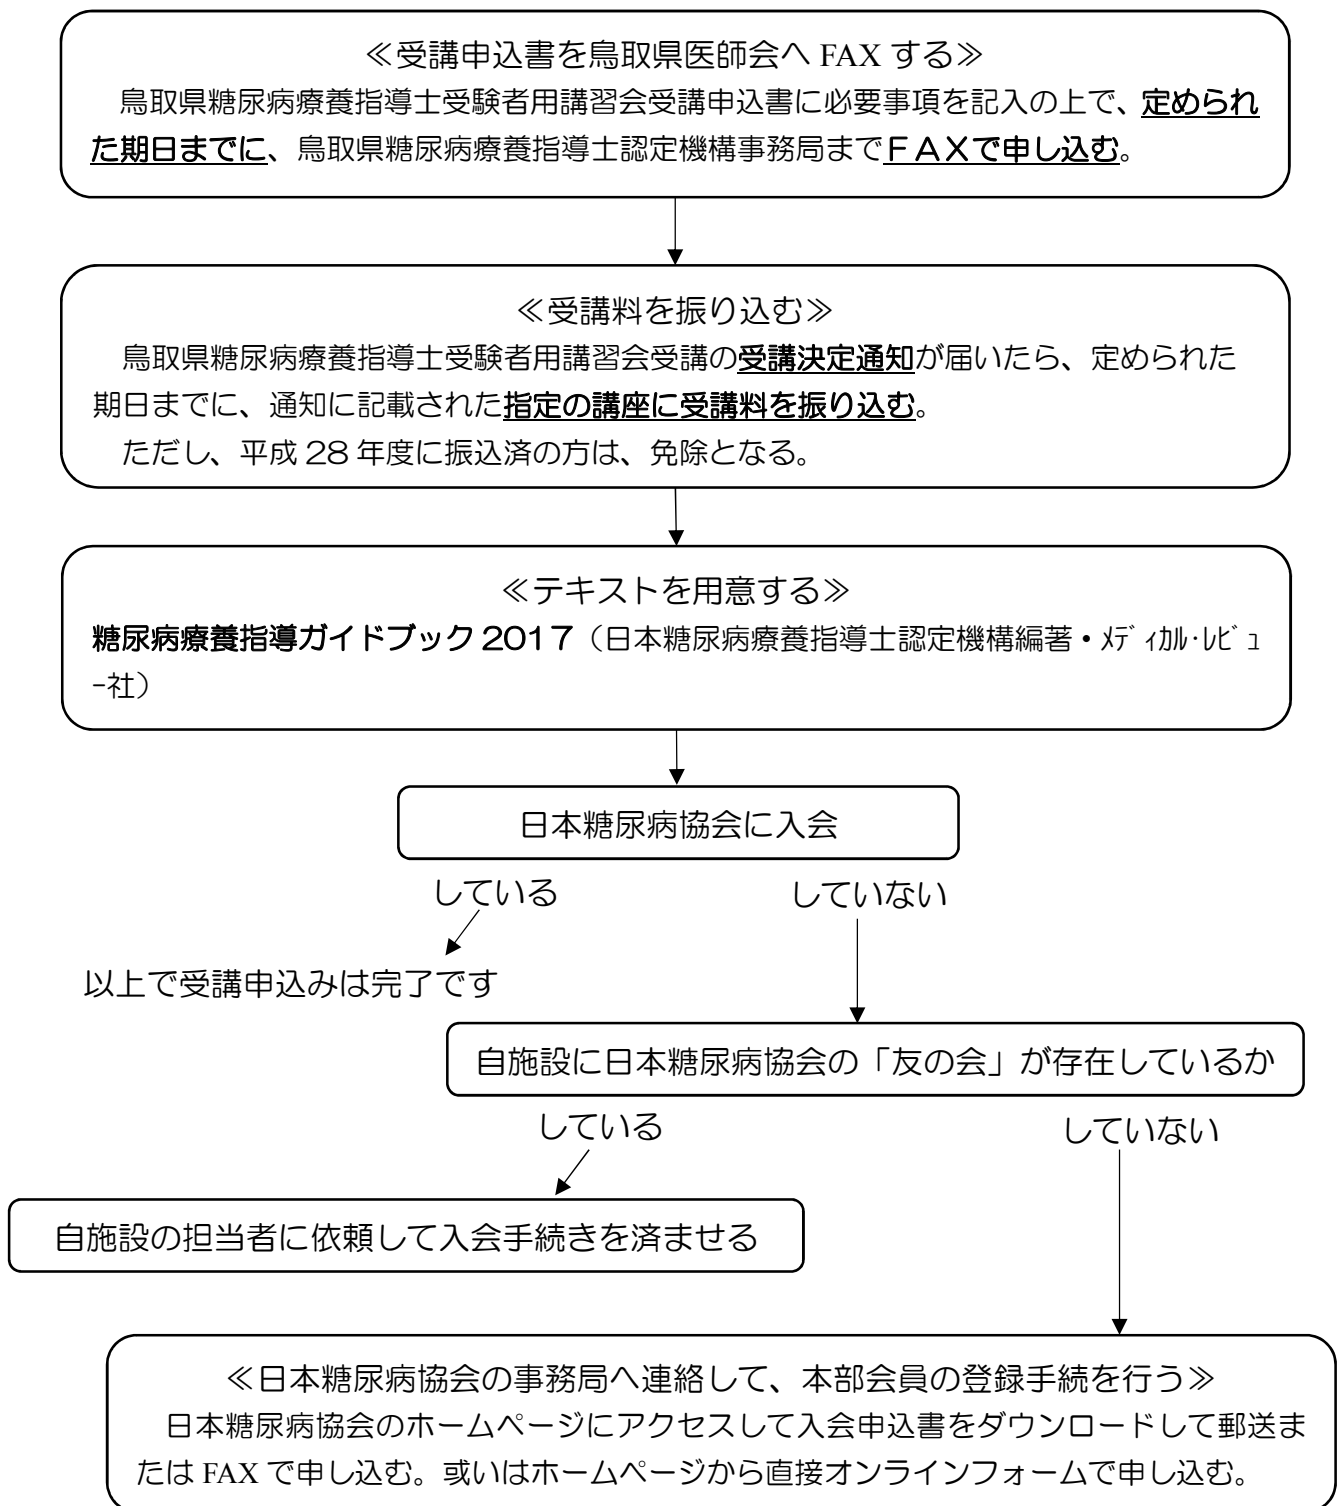 ≪受講申込書を鳥取県医師会へ FAX する≫
鳥取県糖尿病療養指導士受験者用講習会受講申込書に必要事項を記入の上で、定められ
た期日までに、鳥取県糖尿病療養指導士認定機構事務局までＦＡＸで申し込む。
≪受講料を振り込む≫
鳥取県糖尿病療養指導士受験者用講習会受講の受講決定通知が届いたら、定められた
期日までに、通知に記載された指定の講座に受講料を振り込む。
ただし、平成 28 年度に振込済の方は、免除となる。
≪テキストを用意する≫
糖尿病療養指導ガイドブック 2017（日本糖尿病療養指導士認定機構編著・ﾒﾃﾞｨｶﾙ･ﾚﾋﾞｭ
ｰ社）
日本糖尿病協会に入会
している
していない
以上で受講申込みは完了です
自施設に日本糖尿病協会の「友の会」が存在しているか
している
していない
自施設の担当者に依頼して入会手続きを済ませる
≪日本糖尿病協会の事務局へ連絡して、本部会員の登録手続を行う≫
日本糖尿病協会のホームページにアクセスして入会申込書をダウンロードして郵送ま
たは FAX で申し込む。或いはホームページから直接オンラインフォームで申し込む。